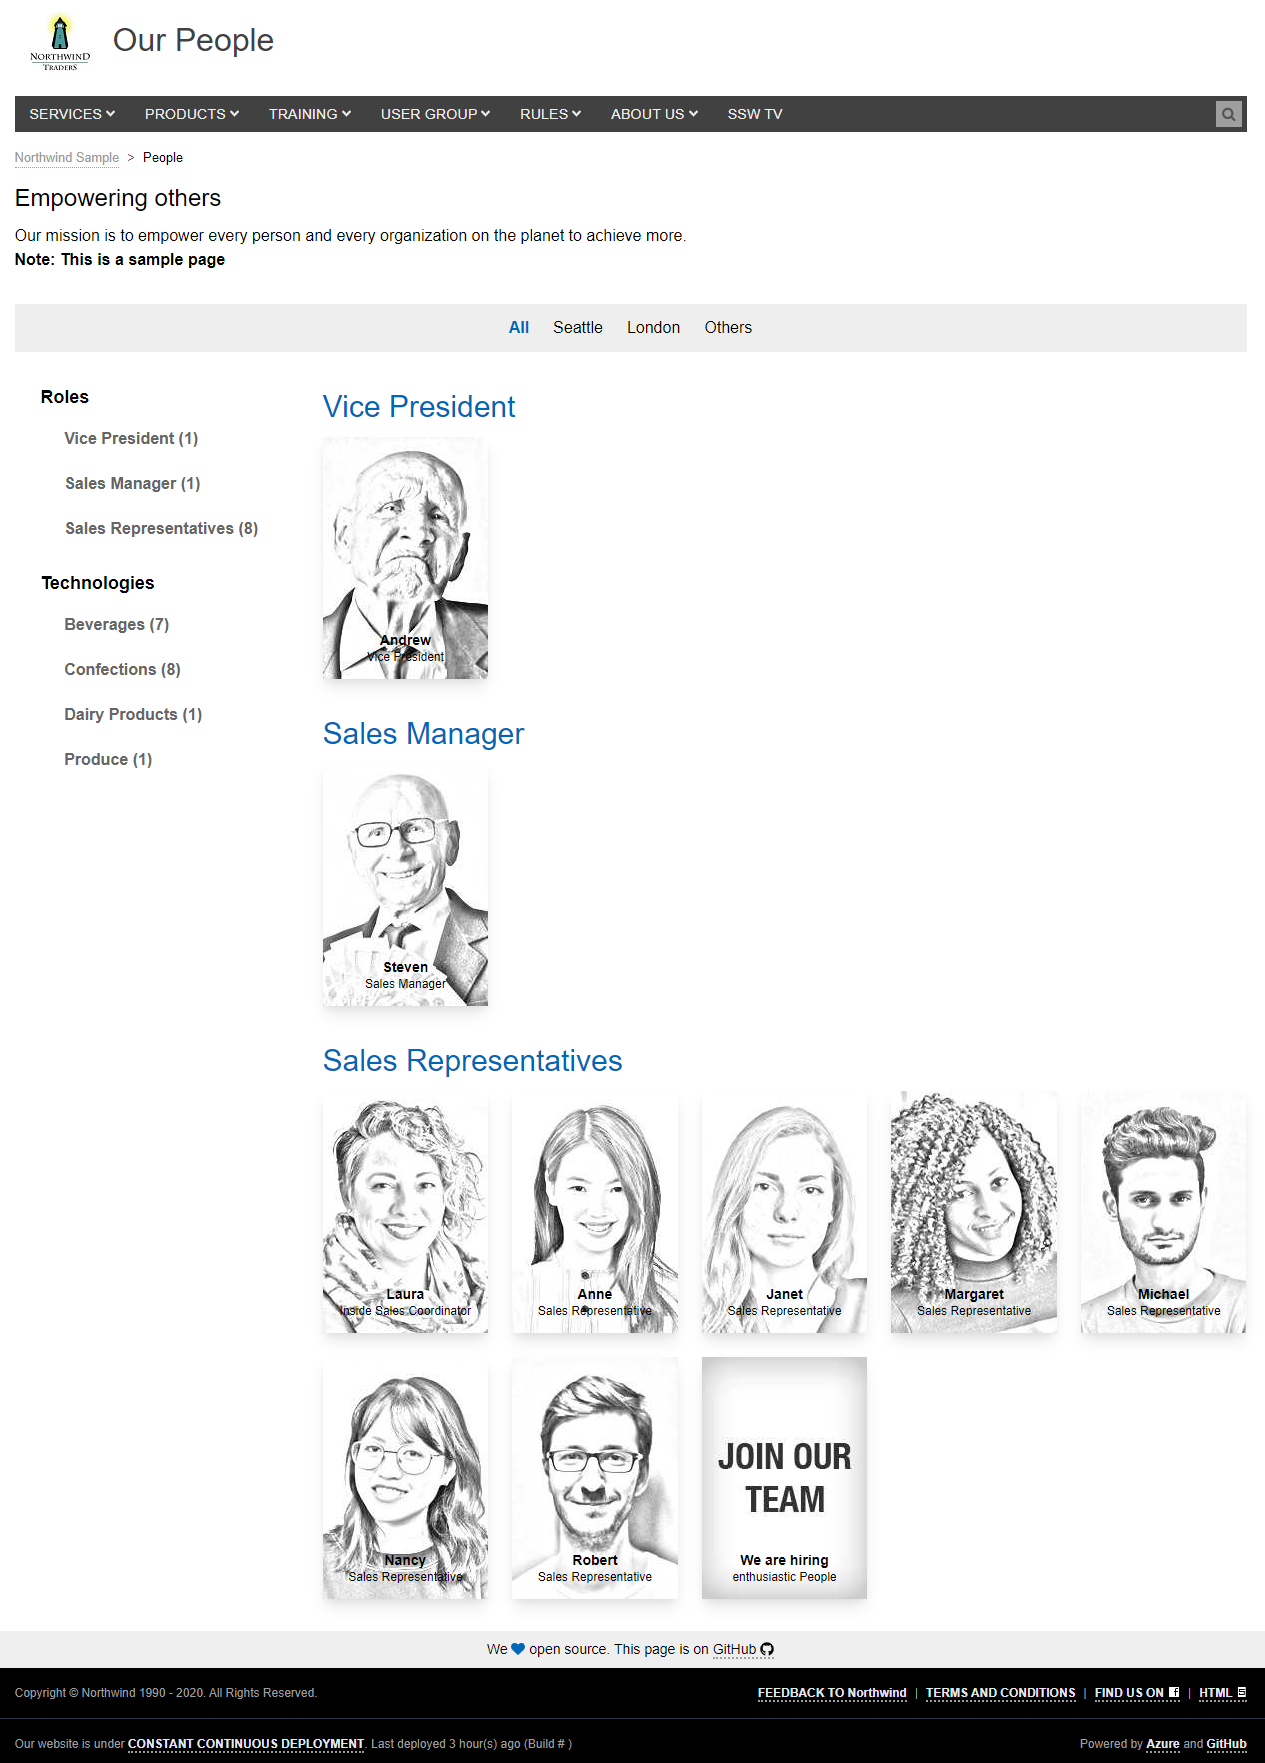 NORTHWIND
TRADERS
Our People
SERVICES PRODUCTS TRAINING USER GROUP RULES ABOUT US SSW TV
Northwind Sample > People
Empowering others
Our mission is to empower every person and every organization on the planet to achieve more.
Note: This is a sample page
All Seattle London Others
Roles
Vice President (1)
Sales Manager (1)
Sales Representatives (8)
Technologies
Beverages (7)
Confections (8)
Dairy Products (1)
Produce (1)
Vice President
Andrew
Vice President
Sales Manager
Steven
Sales Manager
Sales Representatives
Laura
Inside Sales Coordinator
Anne
Sales Representative
Janet
Sales Representative
Margaret
Sales Representative
Michael
Sales Representative
Nancy
Sales Representative
Robert
Sales Representative
JOIN OUR
TEAM
We are hiring
enthusiastic People
We open source. This page is on GitHub
Copyright © Northwind 1990 - 2020. All Rights Reserved.
FEEDBACK TO Northwind | TERMS AND CONDITIONS | FIND US ON | HTML 5
Our website is under CONSTANT CONTINUOUS DEPLOYMENT. Last deployed 3 hour(s) ago (Build # )
Powered by Azure and GitHub